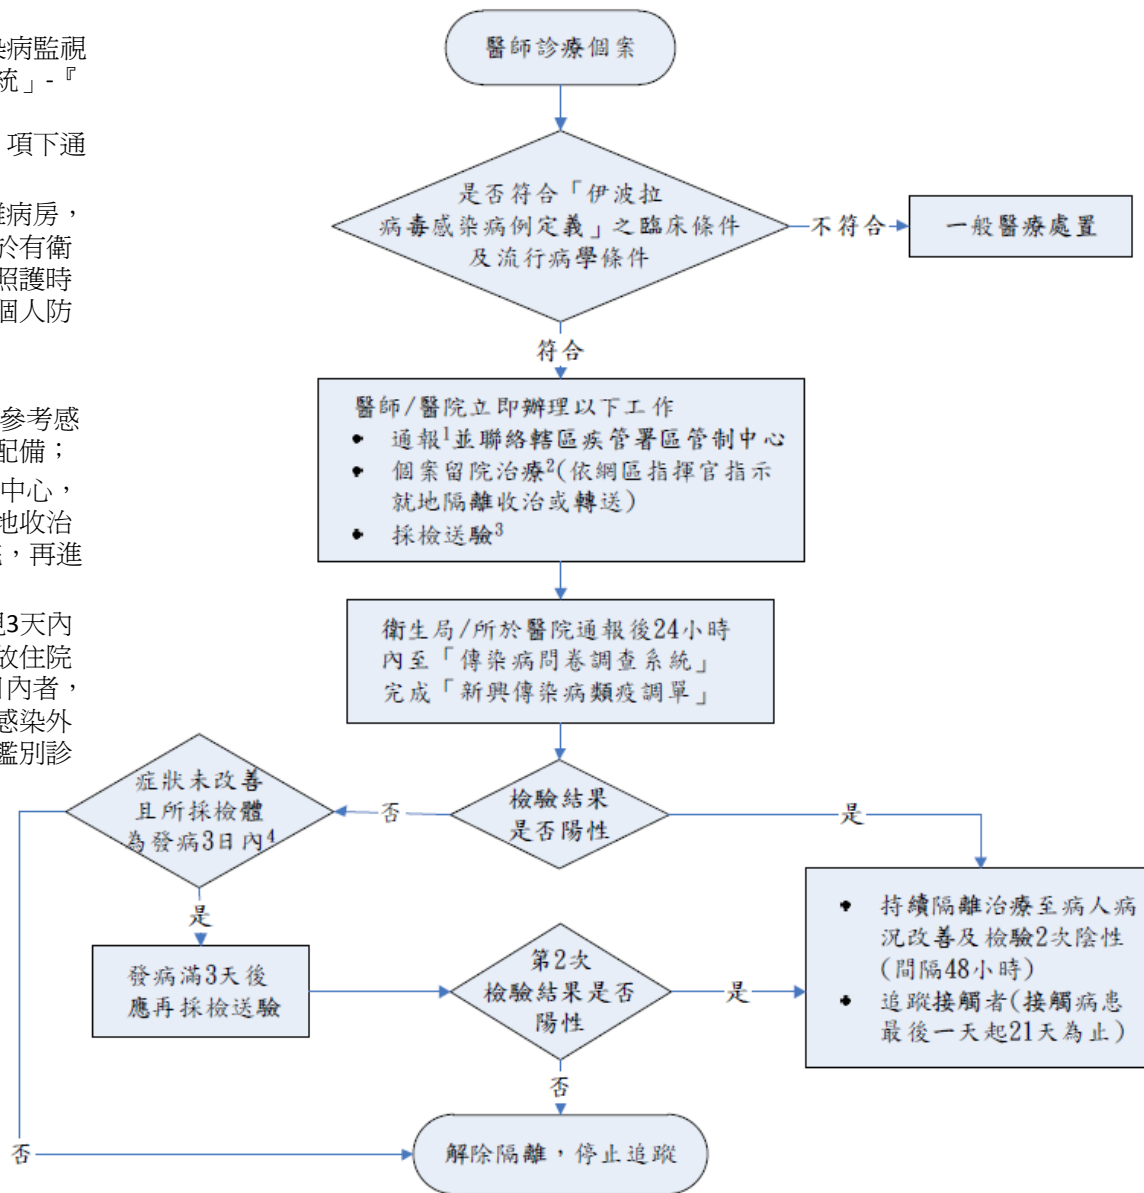 染病監視
統」-『
項下通
離病房，
於有衛
照護時
個人防
參考感
配備；
中心，
地收治
，再進
現3天內
故住院
日內者，
感染外
鑑別診
醫師診療個案
是否符合「伊波拉
病毒感染病例定義」之臨床條件
及流行病學條件
不符合
一般醫療處置
符合
醫師/醫院立即辦理以下工作
● 通報1並聯絡轄區疾管署區管制中心
● 個案留院治療2(依網區指揮官指示
就地隔離收治或轉送)
● 採檢送驗3
衛生局/所於醫院通報後24小時
內至「傳染病問卷調查系統」
完成「新興傳染病類疫調單」
檢驗結果
是否陽性
否
是
症狀未改善
且所採檢體
為發病3日內4
是
發病滿3天後
應再採檢送驗
第2次
檢驗結果是否
陽性
是
● 持續隔離治療至病人病
況改善及檢驗2次陰性
(間隔48小時)
● 追蹤接觸者(接觸病患
最後一天起21天為止)
否
否
解除隔離，停止追蹤